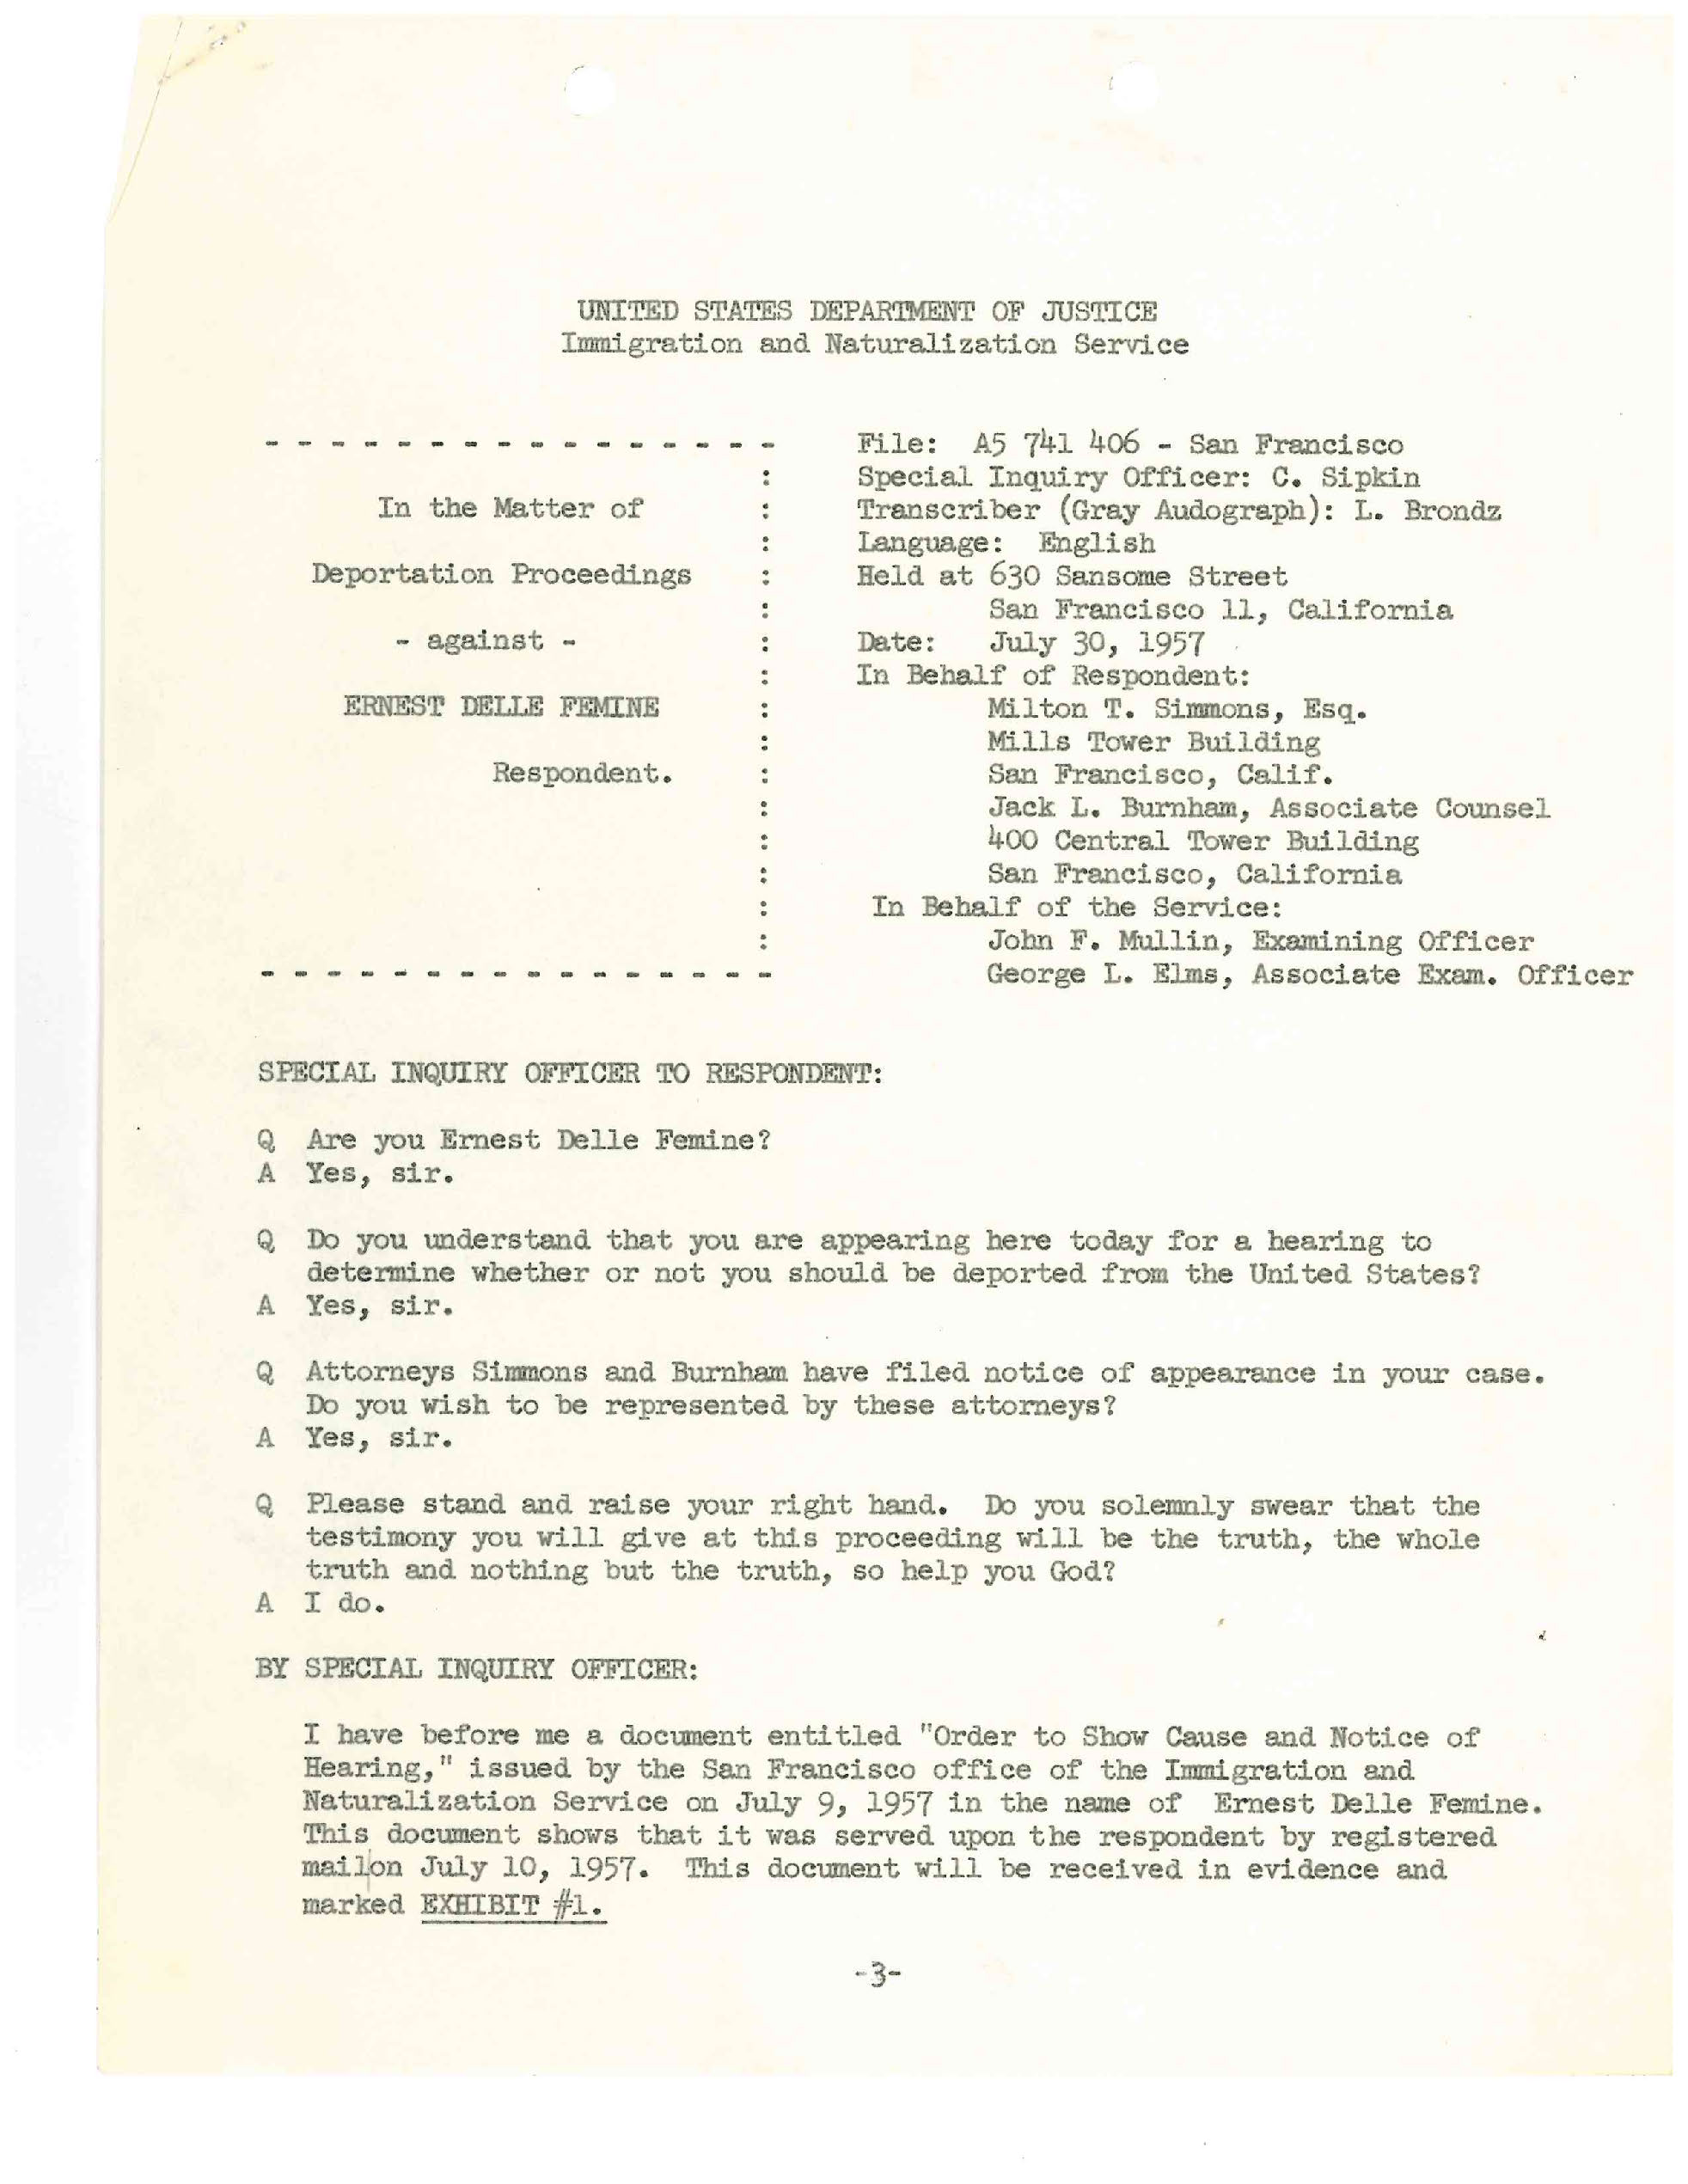 UNITED STATES DEPARTMENT OF JUSTICE
Immigration and Naturalization Service
- - - - - - - - - - - - - - - -
In the Matter of
Deportation Proceedings
- against -
ERNEST DELLE FEMINE
Respondent.
- - - - - - - - - - - - - - - -
File: A5 741 406 - San Francisco
Special Inquiry Officer: C. Sipkin
Transcriber (Gray Audograph): L. Brondz
Language: English
Held at 630 Sansome Street
San Francisco 11, California
Date: July 30, 1957
In Behalf of Respondent:
Milton T. Simmons, Esq.
Mills Tower Building
San Francisco, Calif.
Jack L. Burnham, Associate Counsel
400 Central Tower Building
San Francisco, California
In Behalf of the Service:
John F. Mullin, Examining Officer
George L. Elms, Associate Exam. Officer
SPECIAL INQUIRY OFFICER TO RESPONDENT:
Q Are you Ernest Delle Femine?
A Yes, sir.
Q Do you understand that you are appearing here today for a hearing to
determine whether or not you should be deported from the United States?
A Yes, sir.
Q Attorneys Simmons and Burnham have filed notice of appearance in your case.
Do you wish to be represented by these attorneys?
A Yes, sir.
Q Please stand and raise your right hand. Do you solemnly swear that the
testimony you will give at this proceeding will be the truth, the whole
truth and nothing but the truth, so help you God?
A I do.
BY SPECIAL INQUIRY OFFICER:
I have before me a document entitled "Order to Show Cause and Notice of
Hearing," issued by the San Francisco office of the Immigration and
Naturalization Service on July 9, 1957 in the name of Ernest Delle Femine.
This document shows that it was served upon the respondent by registered
mail on July 10, 1957. This document will be received in evidence and
marked EXHIBIT #1.
-3-